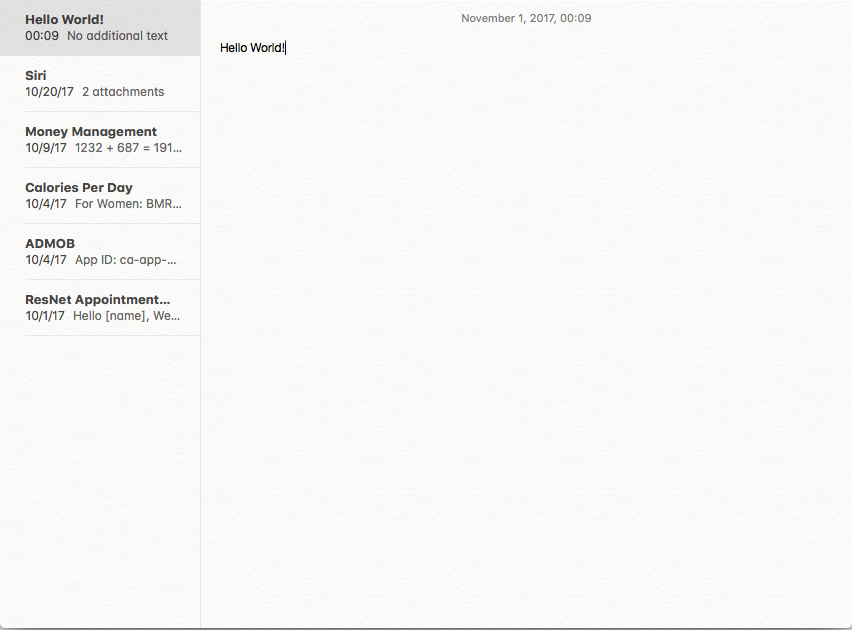 Hello World!
00:09 No additional text
Siri
10/20/17 2 attachments
Money Management
10/9/17 1232 + 687 = 191...
Calories Per Day
10/4/17 For Women: BMR...
ADMOB
10/4/17 App ID: ca-app-...
ResNet Appointment...
10/1/17 Hello [name], We...
November 1, 2017, 00:09
Hello World!